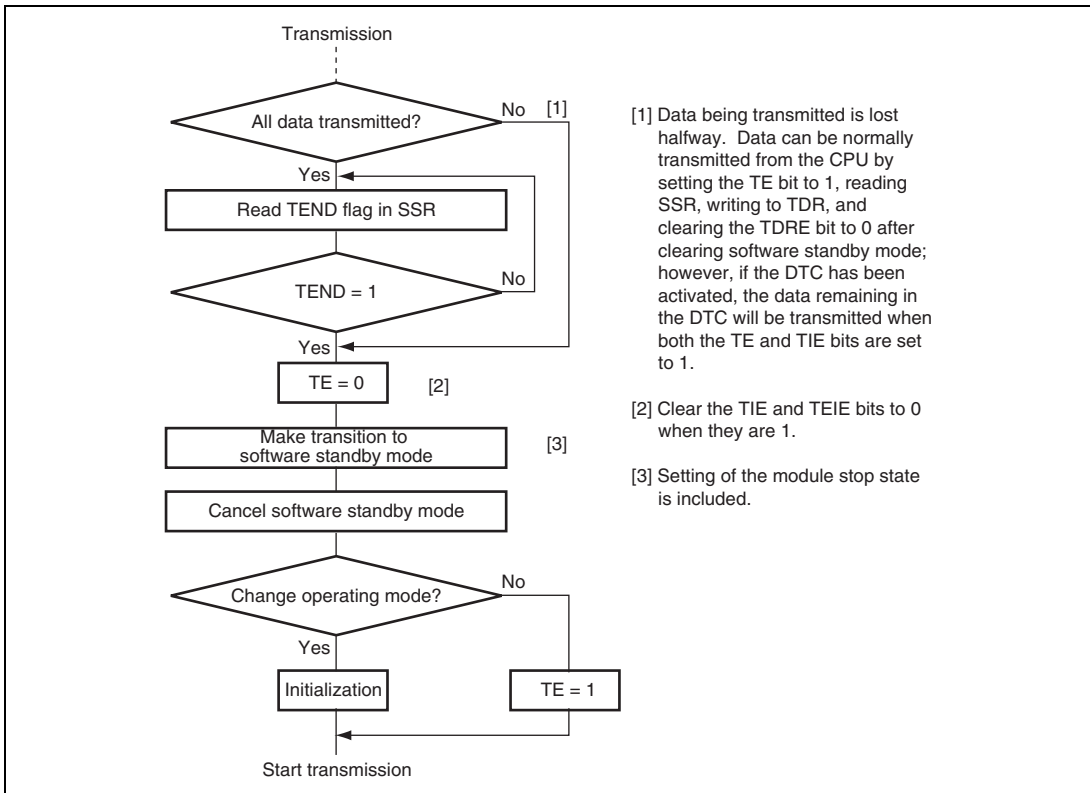 Transmission
All data transmitted?
No
[1]
Yes
Read TEND flag in SSR
TEND = 1
No
Yes
TE = 0
[2]
Make transition to
software standby mode
[3]
Cancel software standby mode
Change operating mode?
No
Yes
Initialization
TE = 1
Start transmission
[1] Data being transmitted is lost
halfway. Data can be normally
transmitted from the CPU by
setting the TE bit to 1, reading
SSR, writing to TDR, and
clearing the TDRE bit to 0 after
clearing software standby mode;
however, if the DTC has been
activated, the data remaining in
the DTC will be transmitted when
both the TE and TIE bits are set
to 1.
[2] Clear the TIE and TEIE bits to 0
when they are 1.
[3] Setting of the module stop state
is included.